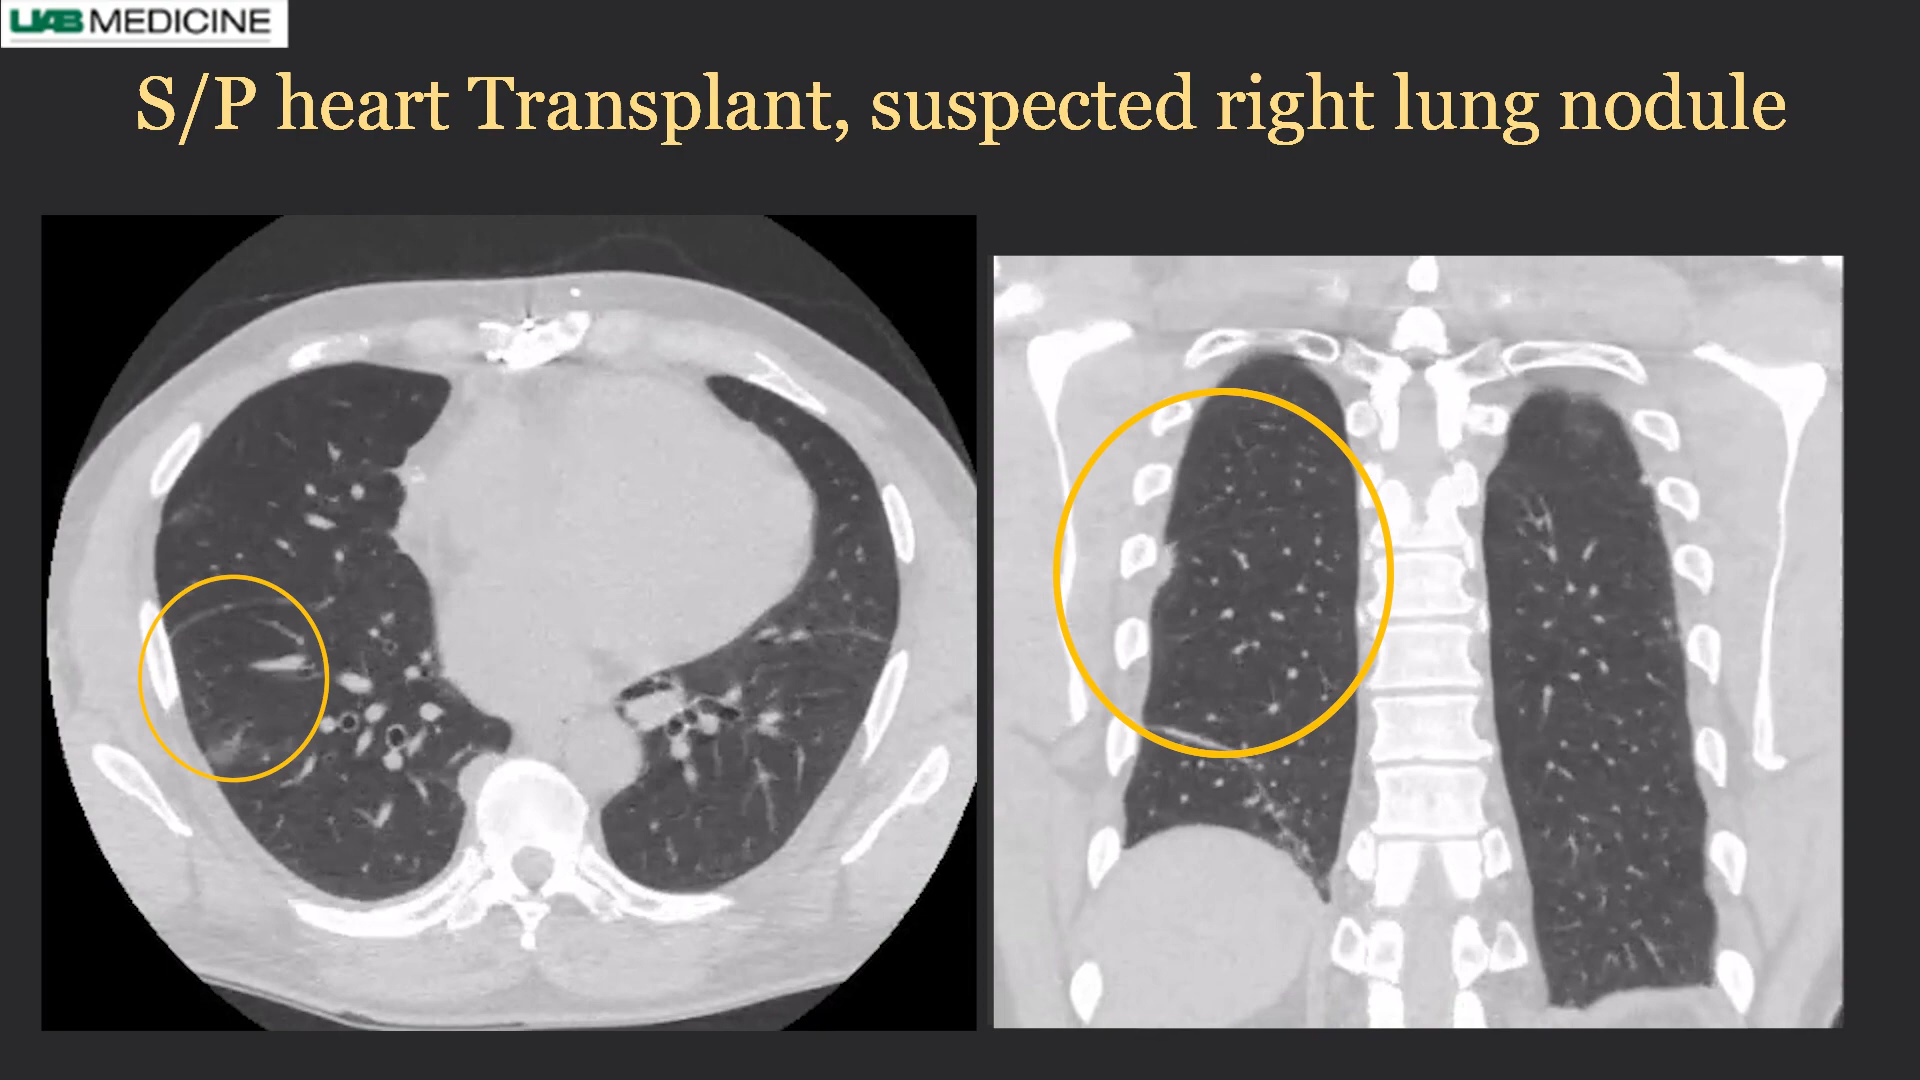 UAB MEDICINE
S/P heart Transplant, suspected right lung nodule